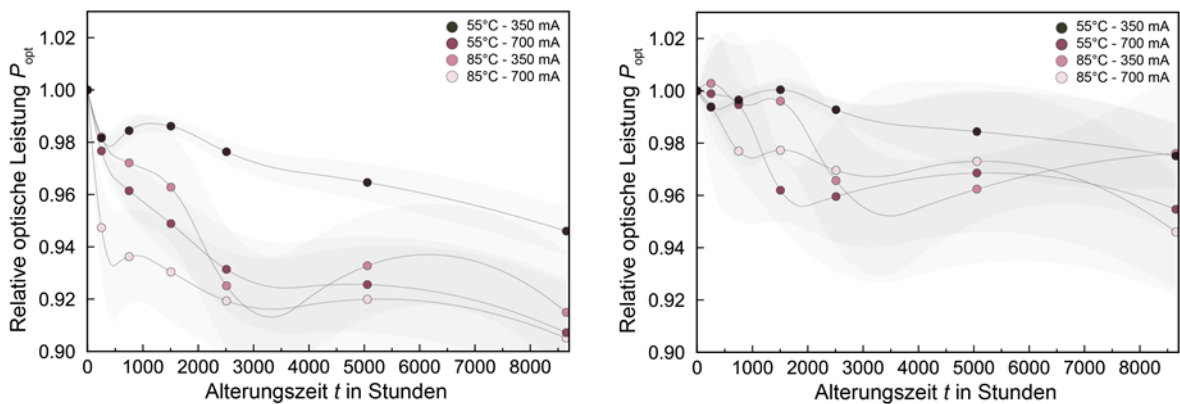 55°C - 350 mA
55°C - 700 mA
85°C - 350 mA
85°C - 700 mA
Relative optische Leistung Popt
1.02
1.00
0.98
0.96
0.94
0.92
0.90
0 1000 2000 3000 4000 5000 6000 7000 8000
Alterungszeit t in Stunden
55°C - 350 mA
55°C - 700 mA
85°C - 350 mA
85°C - 700 mA
Relative optische Leistung Popt
1.02
1.00
0.98
0.96
0.94
0.92
0.90
0 1000 2000 3000 4000 5000 6000 7000 8000
Alterungszeit t in Stunden